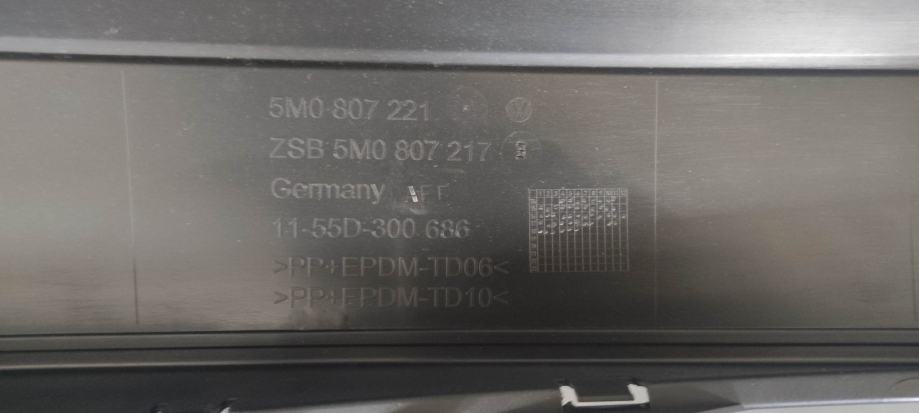 5M0 807 221
ZSB 5M0 807 217
Germany
11-55D-300 686
>PP+EPDM-TD06<
>PP+EPDM-TD10<